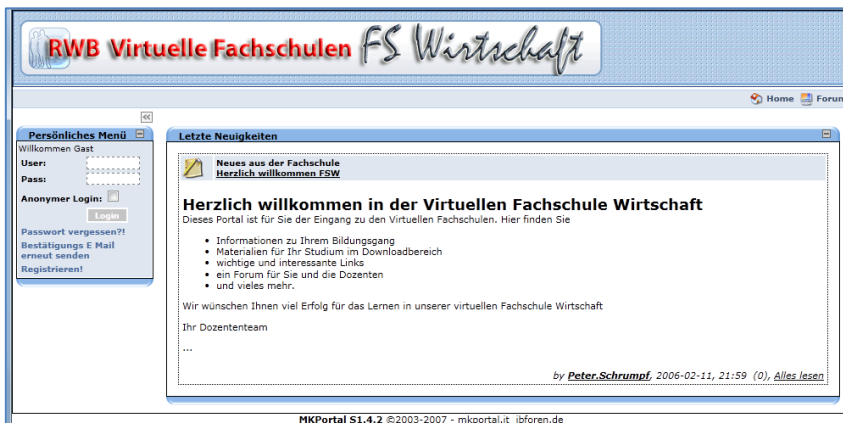 RWB Virtuelle Fachschulen FS Wirtschaft
Home Forum
Persönliches Menü
Willkommen Gast
User:
Pass:
Anonymer Login:
Login
Passwort vergessen?!
Bestätigungs E Mail
erneut senden
Registrieren!
Letzte Neuigkeiten
Neues aus der Fachschule
Herzlich willkommen FSW
Herzlich willkommen in der Virtuellen Fachschule Wirtschaft
Dieses Portal ist für Sie der Eingang zu den Virtuellen Fachschulen. Hier finden Sie
• Informationen zu Ihrem Bildungsgang
• Materialien für Ihr Studium im Downloadbereich
• wichtige und interessante Links
• ein Forum für Sie und die Dozenten
• und vieles mehr.
Wir wünschen Ihnen viel Erfolg für das Lernen in unserer virtuellen Fachschule Wirtschaft
Ihr Dozententeam
...
by Peter.Schrumpf, 2006-02-11, 21:59 (0), Alles lesen
MKPortal S1.4.2 ©2003-2007 - mkportal.it ibforen.de